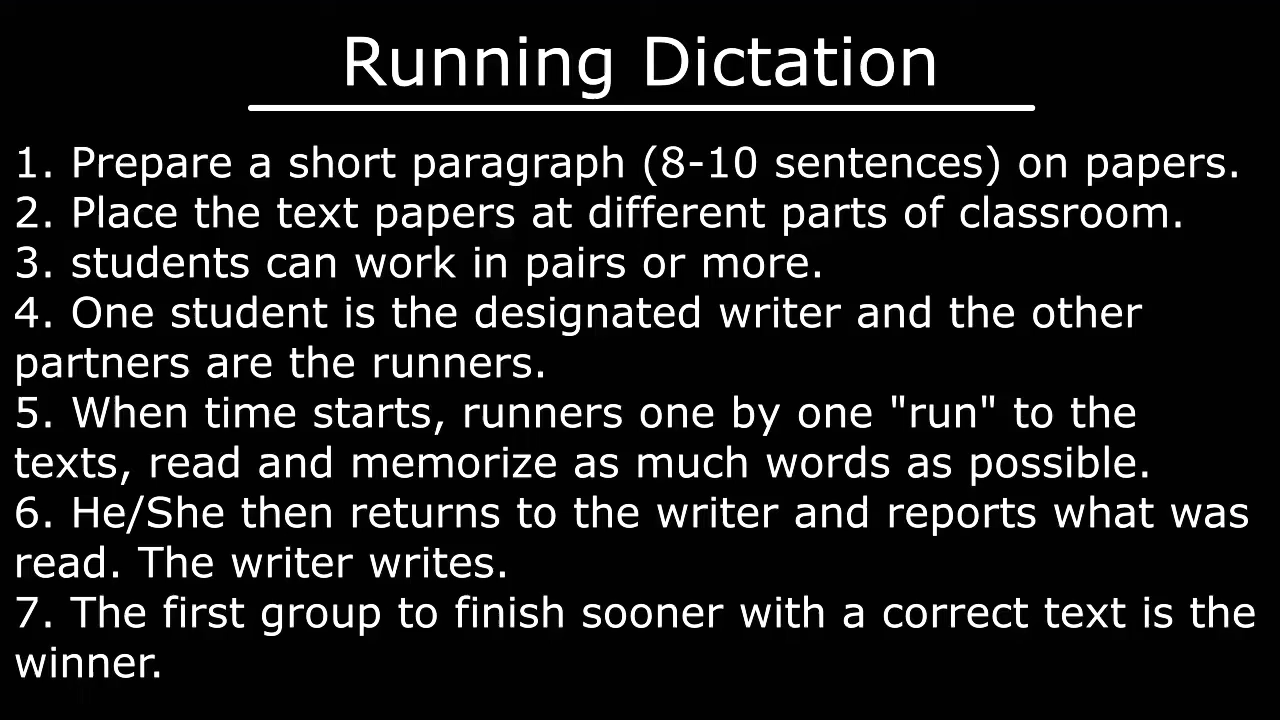 Running Dictation
1. Prepare a short paragraph (8-10 sentences) on papers.
2. Place the text papers at different parts of classroom.
3. students can work in pairs or more.
4. One student is the designated writer and the other
partners are the runners.
5. When time starts, runners one by one "run" to the
texts, read and memorize as much words as possible.
6. He/She then returns to the writer and reports what was
read. The writer writes.
7. The first group to finish sooner with a correct text is the
winner.